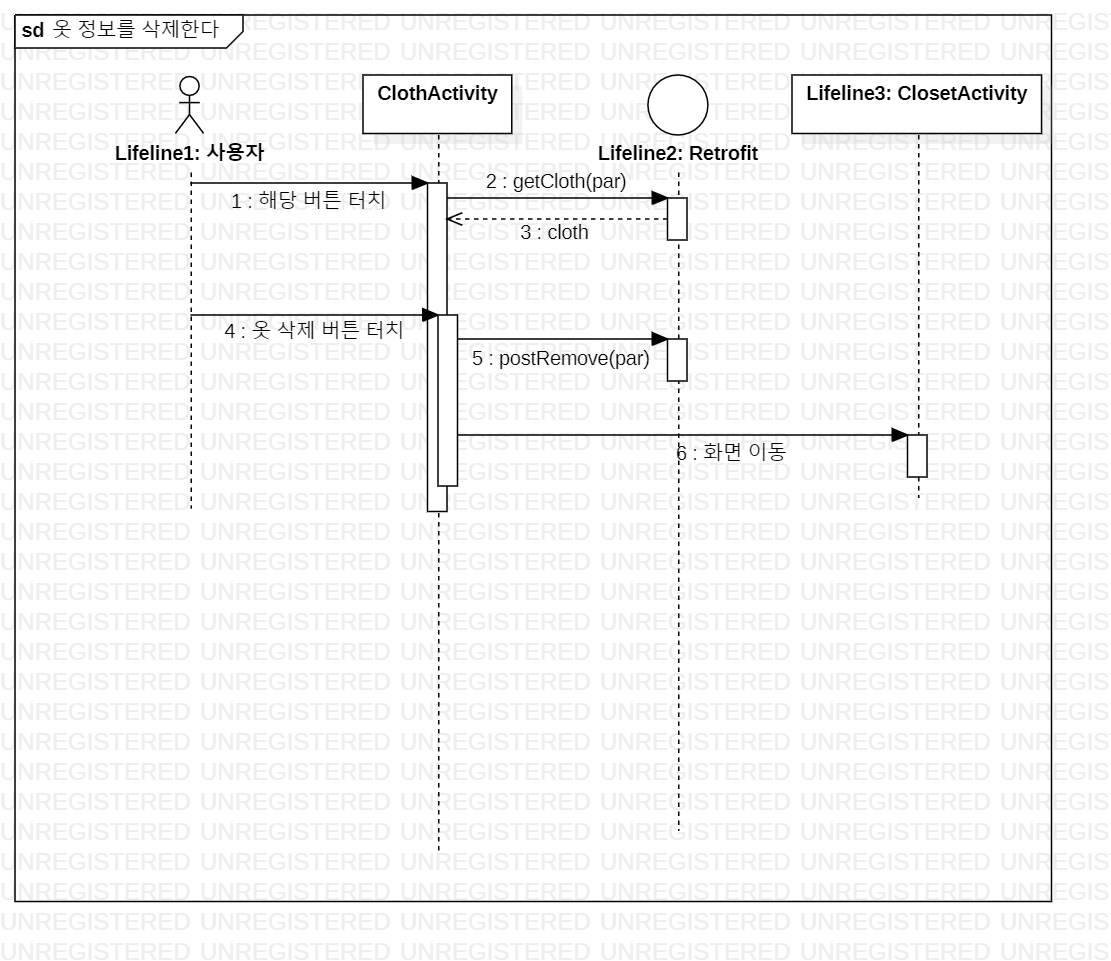 sd 옷 정보를 삭제한다
ClothActivity
Lifeline3: ClosetActivity
Lifeline1: 사용자
Lifeline2: Retrofit
2 : getCloth(par)
1 : 해당 버튼 터치
3 : cloth
4 : 옷 삭제 버튼 터치
5 : postRemove(par)
6 : 화면 이동
UNREGISTERED